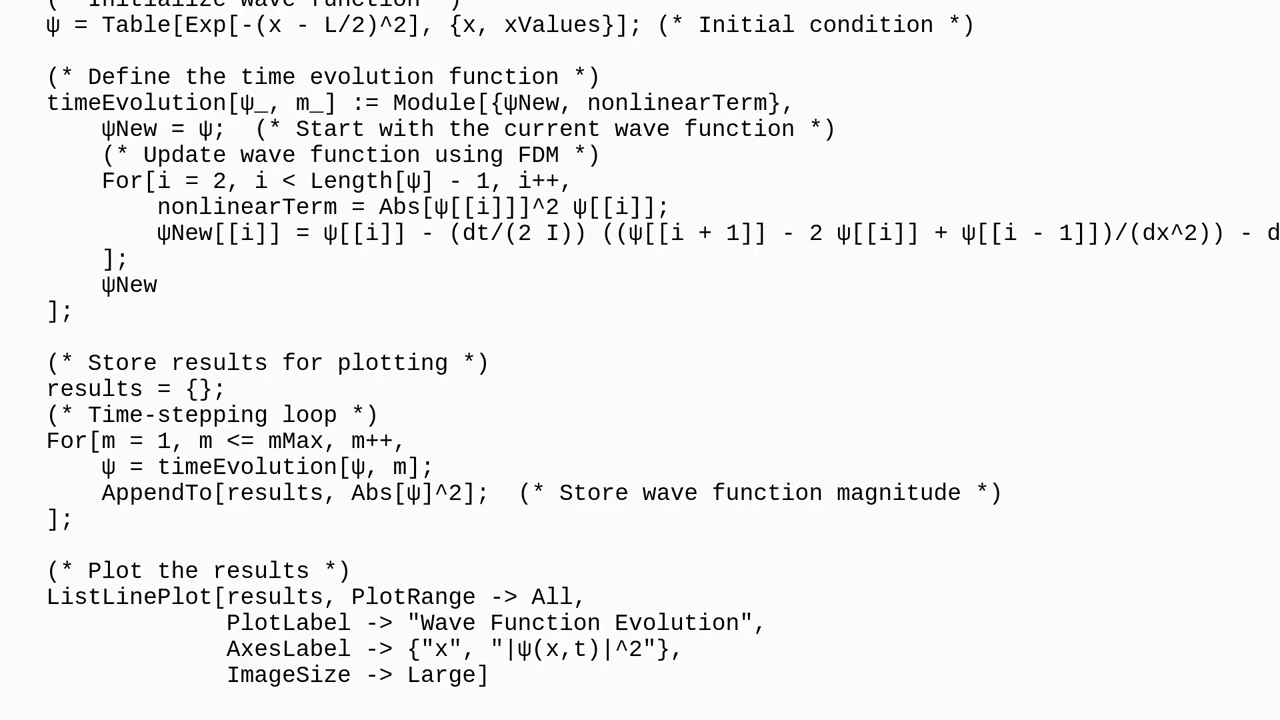 (* Initialize wave function *)
ψ = Table[Exp[-(x - L/2)^2], {x, xValues}]; (* Initial condition *)
(* Define the time evolution function *)
timeEvolution[ψ_, m_] := Module[{ψNew, nonlinearTerm},
ψNew = ψ;  (* Start with the current wave function *)
(* Update wave function using FDM *)
For[i = 2, i < Length[ψ] - 1, i++,
nonlinearTerm = Abs[ψ[[i]]]^2 ψ[[i]];
ψNew[[i]] = ψ[[i]] - (dt/(2 I)) ((ψ[[i + 1]] - 2 ψ[[i]] + ψ[[i - 1]])/(dx^2)) - d
];
ψNew
];
(* Store results for plotting *)
results = {};
(* Time-stepping loop *)
For[m = 1, m <= mMax, m++,
ψ = timeEvolution[ψ, m];
AppendTo[results, Abs[ψ]^2];  (* Store wave function magnitude *)
];
(* Plot the results *)
ListLinePlot[results, PlotRange -> All,
PlotLabel -> "Wave Function Evolution",
AxesLabel -> {"x", "|ψ(x,t)|^2"},
ImageSize -> Large]